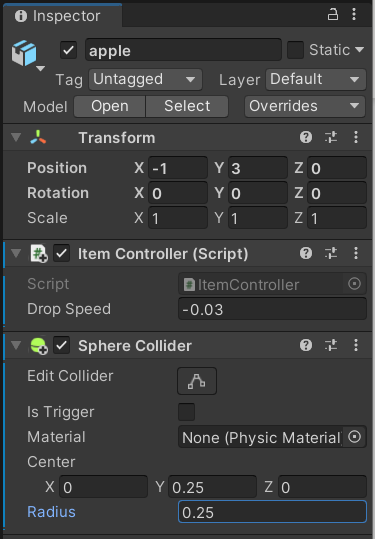 Inspector
apple Static
Tag Untagged Layer Default
Model Open Select Overrides
Transform
Position X -1 Y 3 Z 0
Rotation X 0 Y 0 Z 0
Scale X 1 Y 1 Z 1
Item Controller (Script)
Script ItemController
Drop Speed -0.03
Sphere Collider
Edit Collider
Is Trigger
Material None (Physic Material
Center
X 0 Y 0.25 Z 0
Radius 0.25